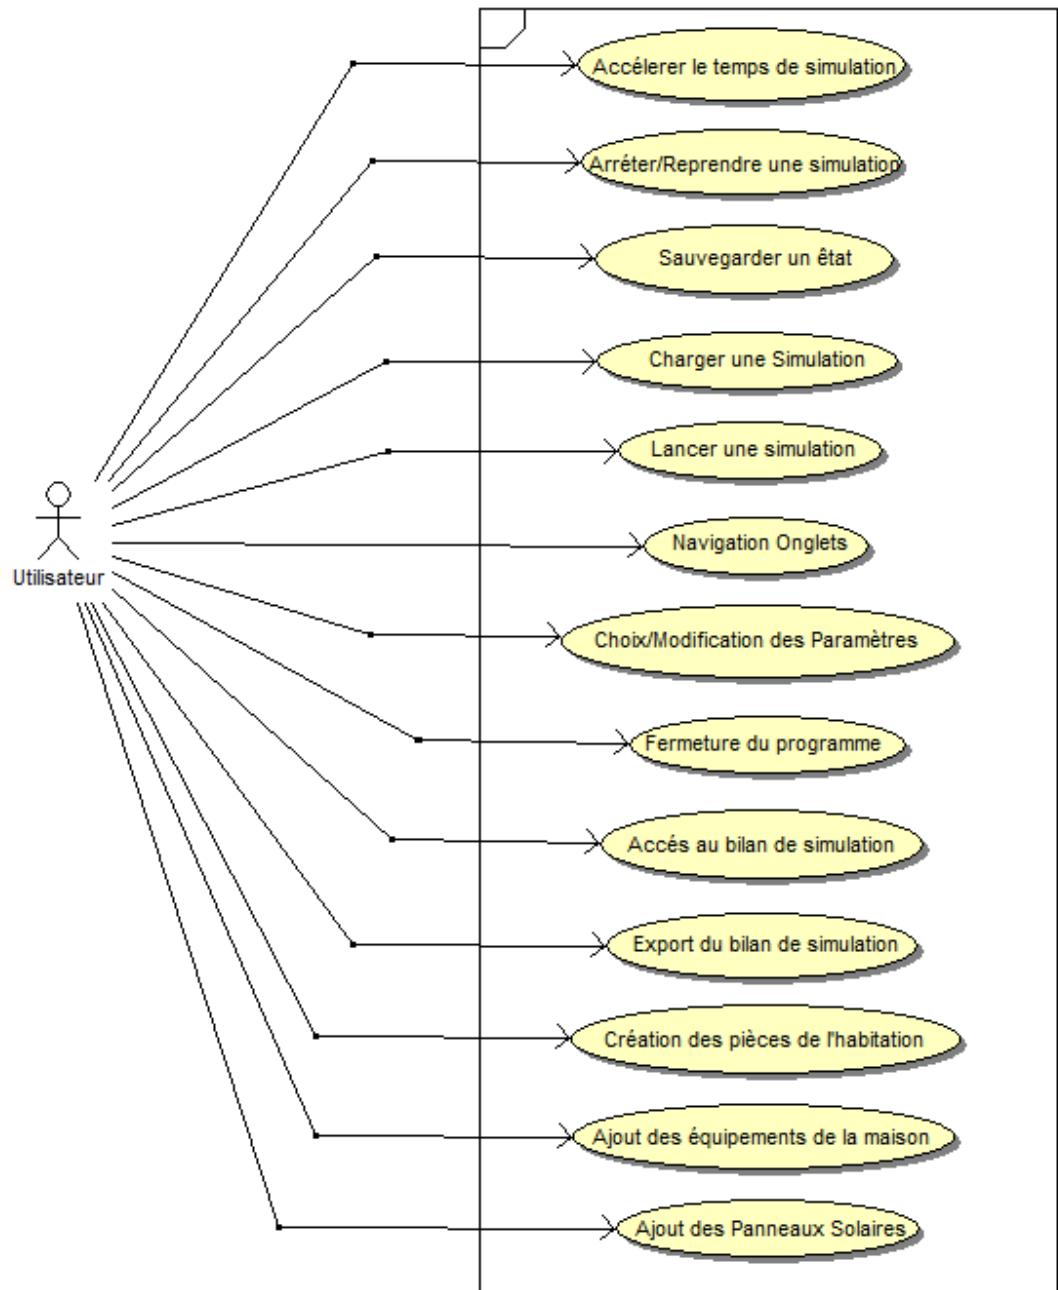 Accélerer le temps de simulation
Arréter/Reprendre une simulation
Sauvegarder un êtat
Charger une Simulation
Lancer une simulation
Navigation Onglets
Utilisateur
Choix/Modification des Paramètres
Fermeture du programme
Accés au bilan de simulation
Export du bilan de simulation
Création des pièces de l'habitation
Ajout des équipements de la maison
Ajout des Panneaux Solaires